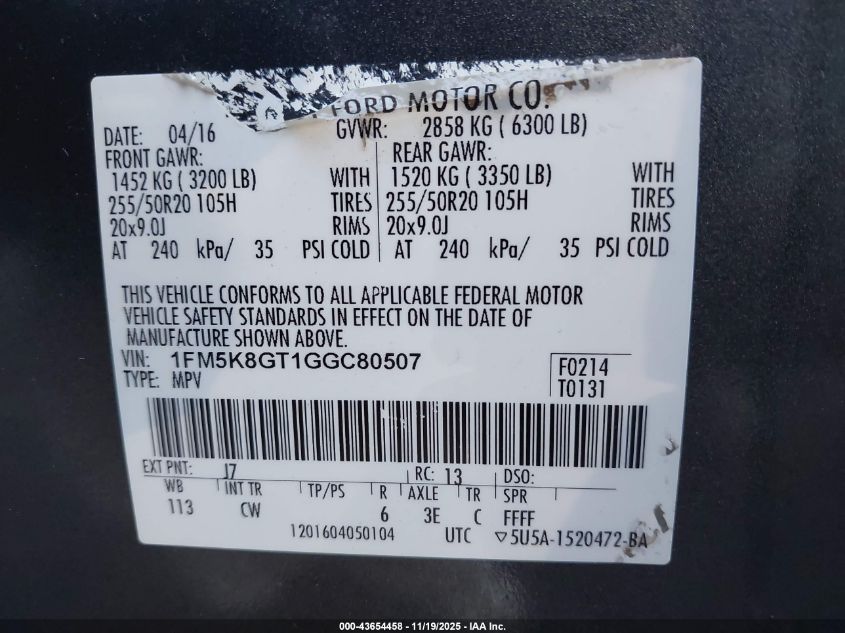 FORD MOTOR CO.
DATE: 04/16 GVWR: 2858 KG ( 6300 LB)
FRONT GAWR: REAR GAWR:
1452 KG ( 3200 LB) WITH 1520 KG ( 3350 LB) WITH
255/50R20 105H TIRES 255/50R20 105H TIRES
20x9.0J RIMS 20x9.0J RIMS
AT 240 kPa/ 35 PSI COLD AT 240 kPa/ 35 PSI COLD
THIS VEHICLE CONFORMS TO ALL APPLICABLE FEDERAL MOTOR
VEHICLE SAFETY STANDARDS IN EFFECT ON THE DATE OF
MANUFACTURE SHOWN ABOVE.
VIN: 1FM5K8GT1GGC80507 F0214
TYPE: MPV T0131
EXT PNT: J7 RC: 13 DSO:
WB INT TR TP/PS R AXLE TR SPR
113 CW 6 3E C FFFF
1201604050104 UTC ▽5U5A-1520472-BA
000-43654458 - 11/19/2025 - IAA Inc.